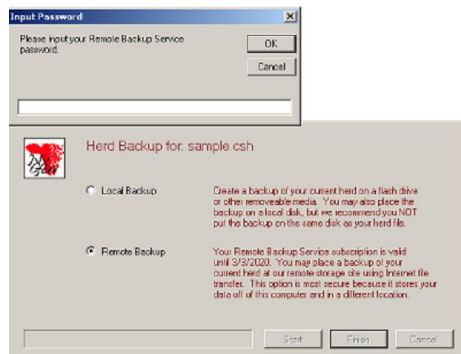 Input Password
Please input your Remote Backup Service
password.
OK
Cancel
Herd Backup for: sample.csh
Local Backup
Create a backup of your current herd on a flash drive
or other removeable media. You may also place the
backup on a local disk, but we recommend you NOT
put the backup on the same disk as your herd file.
Remote Backup
Your Remote Backup Service subscription is valid
until 3/3/2020. You may place a backup of your
current herd at our remote storage site using Internet file
transfer. This option is most secure because it stores your
data off of this computer and in a different location.
Start
Finish
Cancel